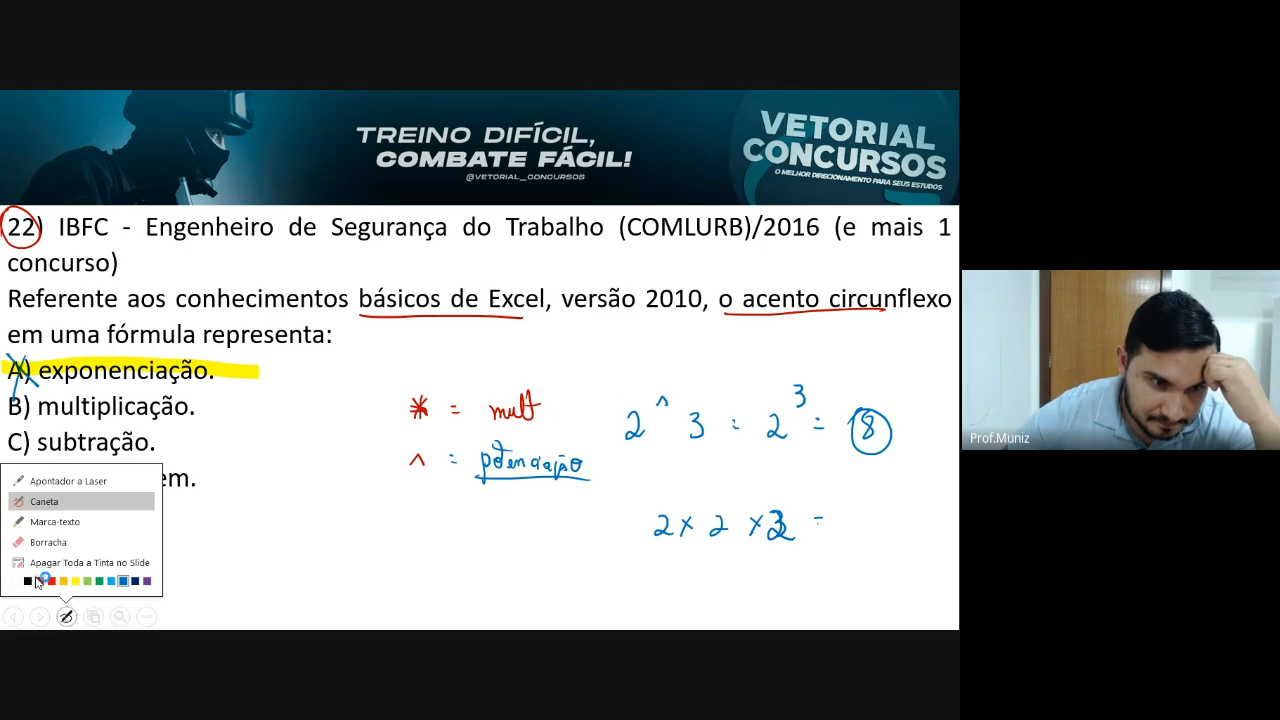 TREINO DIFÍCIL,
COMBATE FÁCIL!
@VETORIAL_CONCURSOS
VETORIAL
CONCURSOS
O MELHOR DIRECIONAMENTO PARA SEUS ESTUDOS
22) IBFC - Engenheiro de Segurança do Trabalho (COMLURB)/2016 (e mais 1
concurso)
Referente aos conhecimentos básicos de Excel, versão 2010, o acento circunflexo
em uma fórmula representa:
A) exponenciação.
B) multiplicação.
C) subtração.
em.
* = mult
^ = potenciação
2 ^ 3 = 2³ = 8
2 x 2 x 2 =
Apontador a Laser
Caneta
Marca-texto
Borracha
Apagar Toda a Tinta no Slide
Prof.Muniz